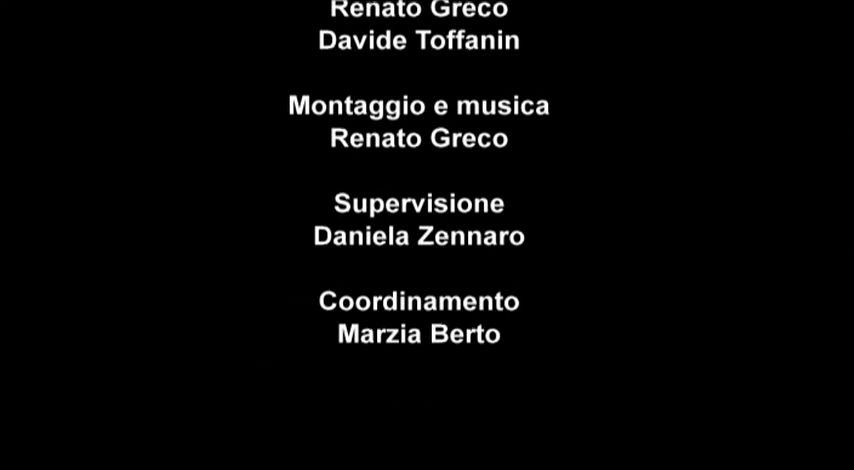 Renato Greco
Davide Toffanin
Montaggio e musica
Renato Greco
Supervisione
Daniela Zennaro
Coordinamento
Marzia Berto